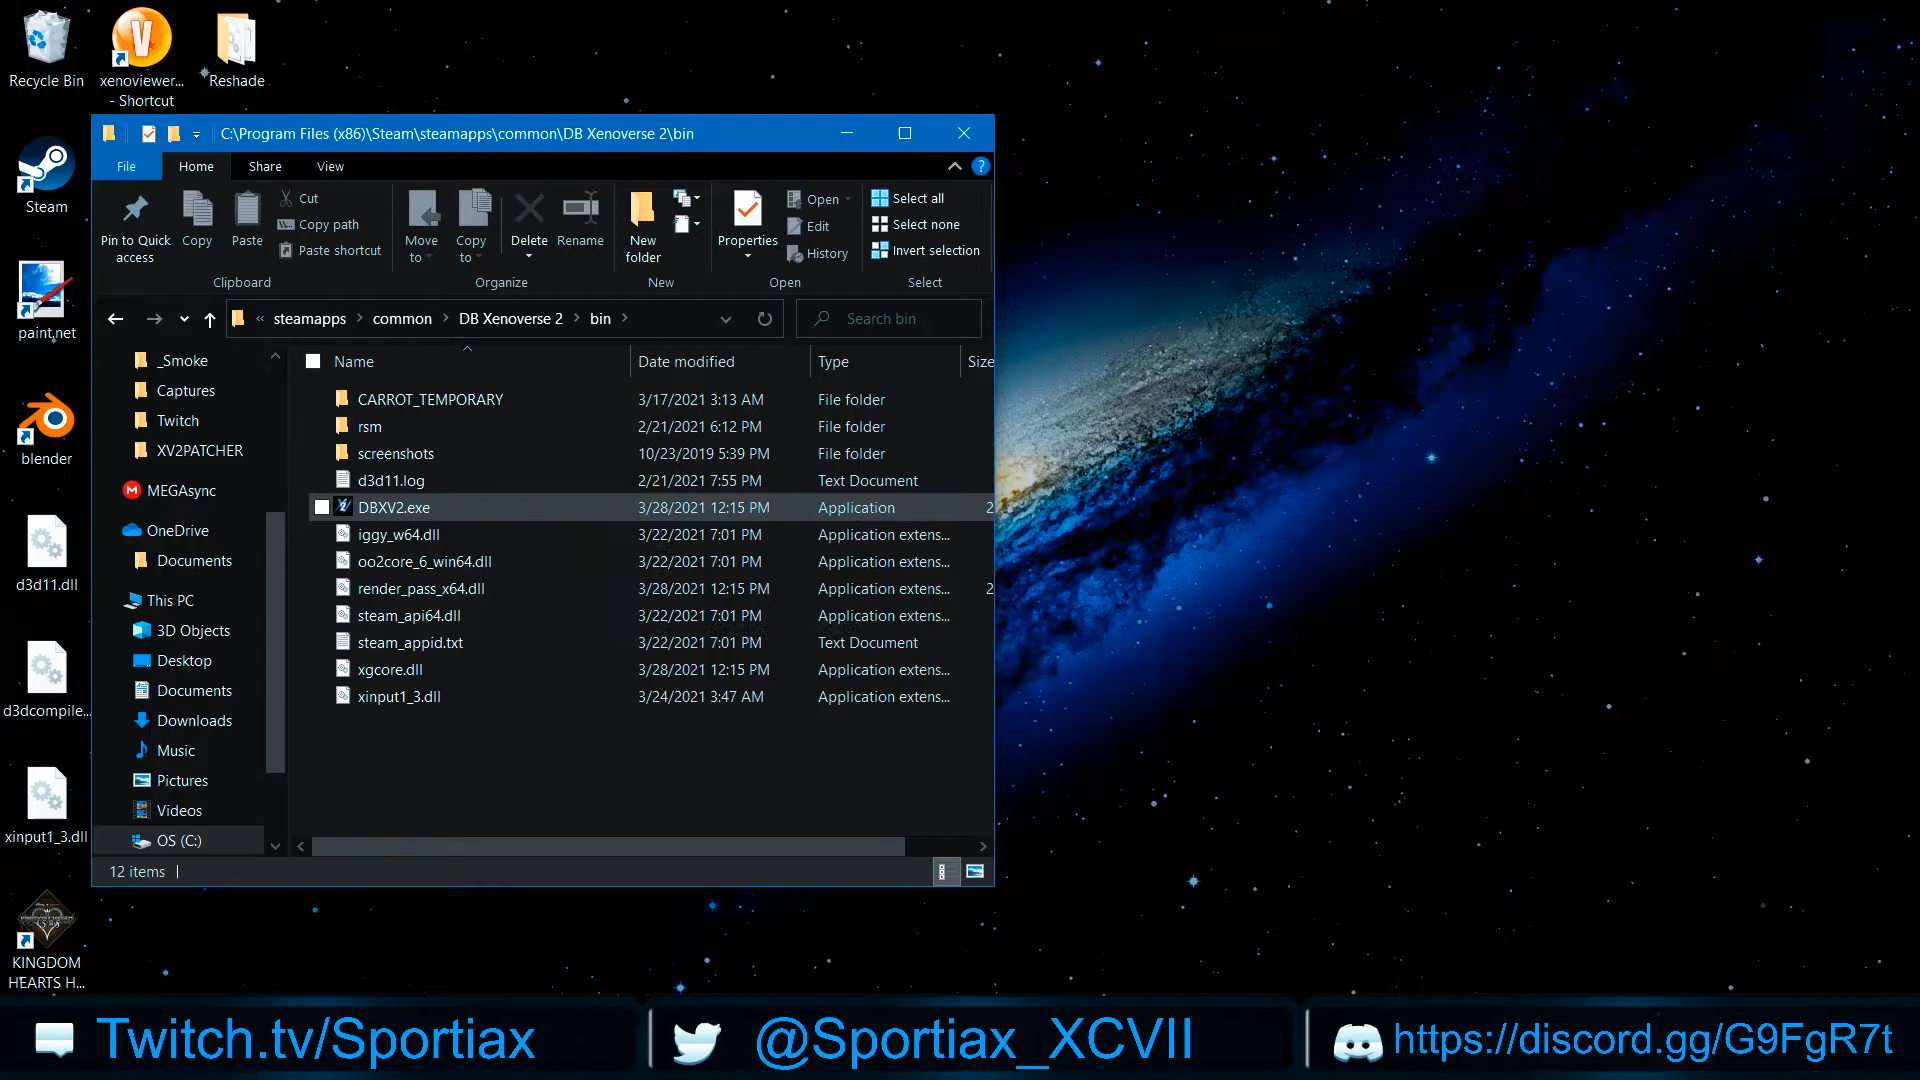 Recycle Bin
xenoviewer...
- Shortcut
Reshade
Steam
paint.net
blender
d3d11.dll
d3dcompile...
xinput1_3.dll
KINGDOM
HEARTS H...
C:\Program Files (x86)\Steam\steamapps\common\DB Xenoverse 2\bin
File
Home
Share
View
?
Pin to Quick
access
Copy
Paste
Cut
Copy path
Paste shortcut
Clipboard
Move
to
Copy
to
Delete
Rename
Organize
New
folder
New
Properties
Open
Edit
History
Open
Select all
Select none
Invert selection
Select
« steamapps > common > DB Xenoverse 2 > bin >
Search bin
_Smoke
Captures
Twitch
XV2PATCHER
MEGAsync
OneDrive
Documents
This PC
3D Objects
Desktop
Documents
Downloads
Music
Pictures
Videos
OS (C:)
Name Date modified Type Size
CARROT_TEMPORARY 3/17/2021 3:13 AM File folder
rsm 2/21/2021 6:12 PM File folder
screenshots 10/23/2019 5:39 PM File folder
d3d11.log 2/21/2021 7:55 PM Text Document
DBXV2.exe 3/28/2021 12:15 PM Application 2
iggy_w64.dll 3/22/2021 7:01 PM Application extens...
oo2core_6_win64.dll 3/22/2021 7:01 PM Application extens...
render_pass_x64.dll 3/28/2021 12:15 PM Application extens... 2
steam_api64.dll 3/22/2021 7:01 PM Application extens...
steam_appid.txt 3/22/2021 7:01 PM Text Document
xgcore.dll 3/28/2021 12:15 PM Application extens...
xinput1_3.dll 3/24/2021 3:47 AM Application extens...
12 items
Twitch.tv/Sportiax
@Sportiax_XCVII
https://discord.gg/G9FgR7t